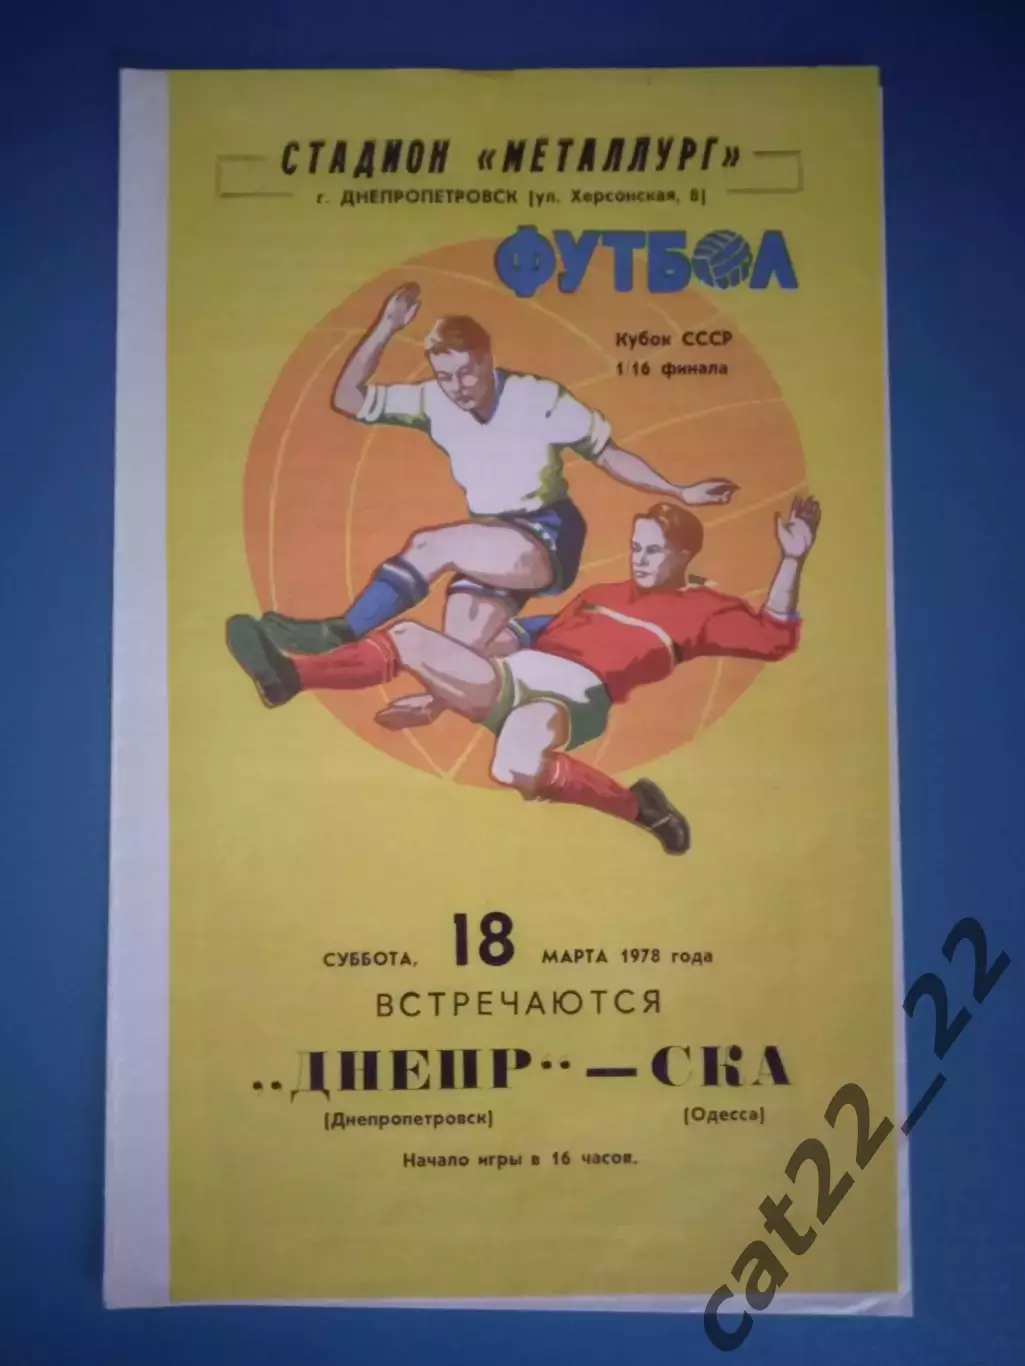 СТАДИОН «МЕТАЛЛУРГ»
г. ДНЕПРОПЕТРОВСК (ул. Херсонская, 8)
ФУТБОЛ
Кубок СССР
1/16 финала
СУББОТА, 18 МАРТА 1978 года
ВСТРЕЧАЮТСЯ
„ДНЕПР“ — СКА
(Днепропетровск) (Одесса)
Начало игры в 16 часов.
cat22_22